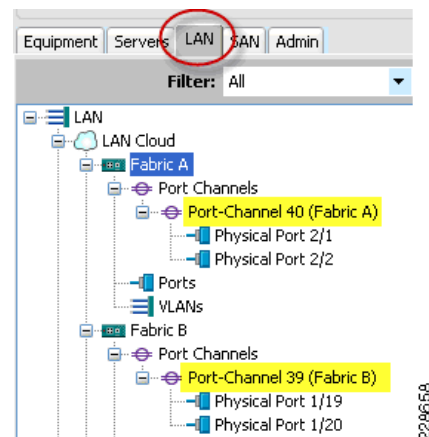 Equipment Servers LAN SAN Admin
Filter: All
LAN
LAN Cloud
Fabric A
Port Channels
Port-Channel 40 (Fabric A)
Physical Port 2/1
Physical Port 2/2
Ports
VLANs
Fabric B
Port Channels
Port-Channel 39 (Fabric B)
Physical Port 1/19
Physical Port 1/20
228658